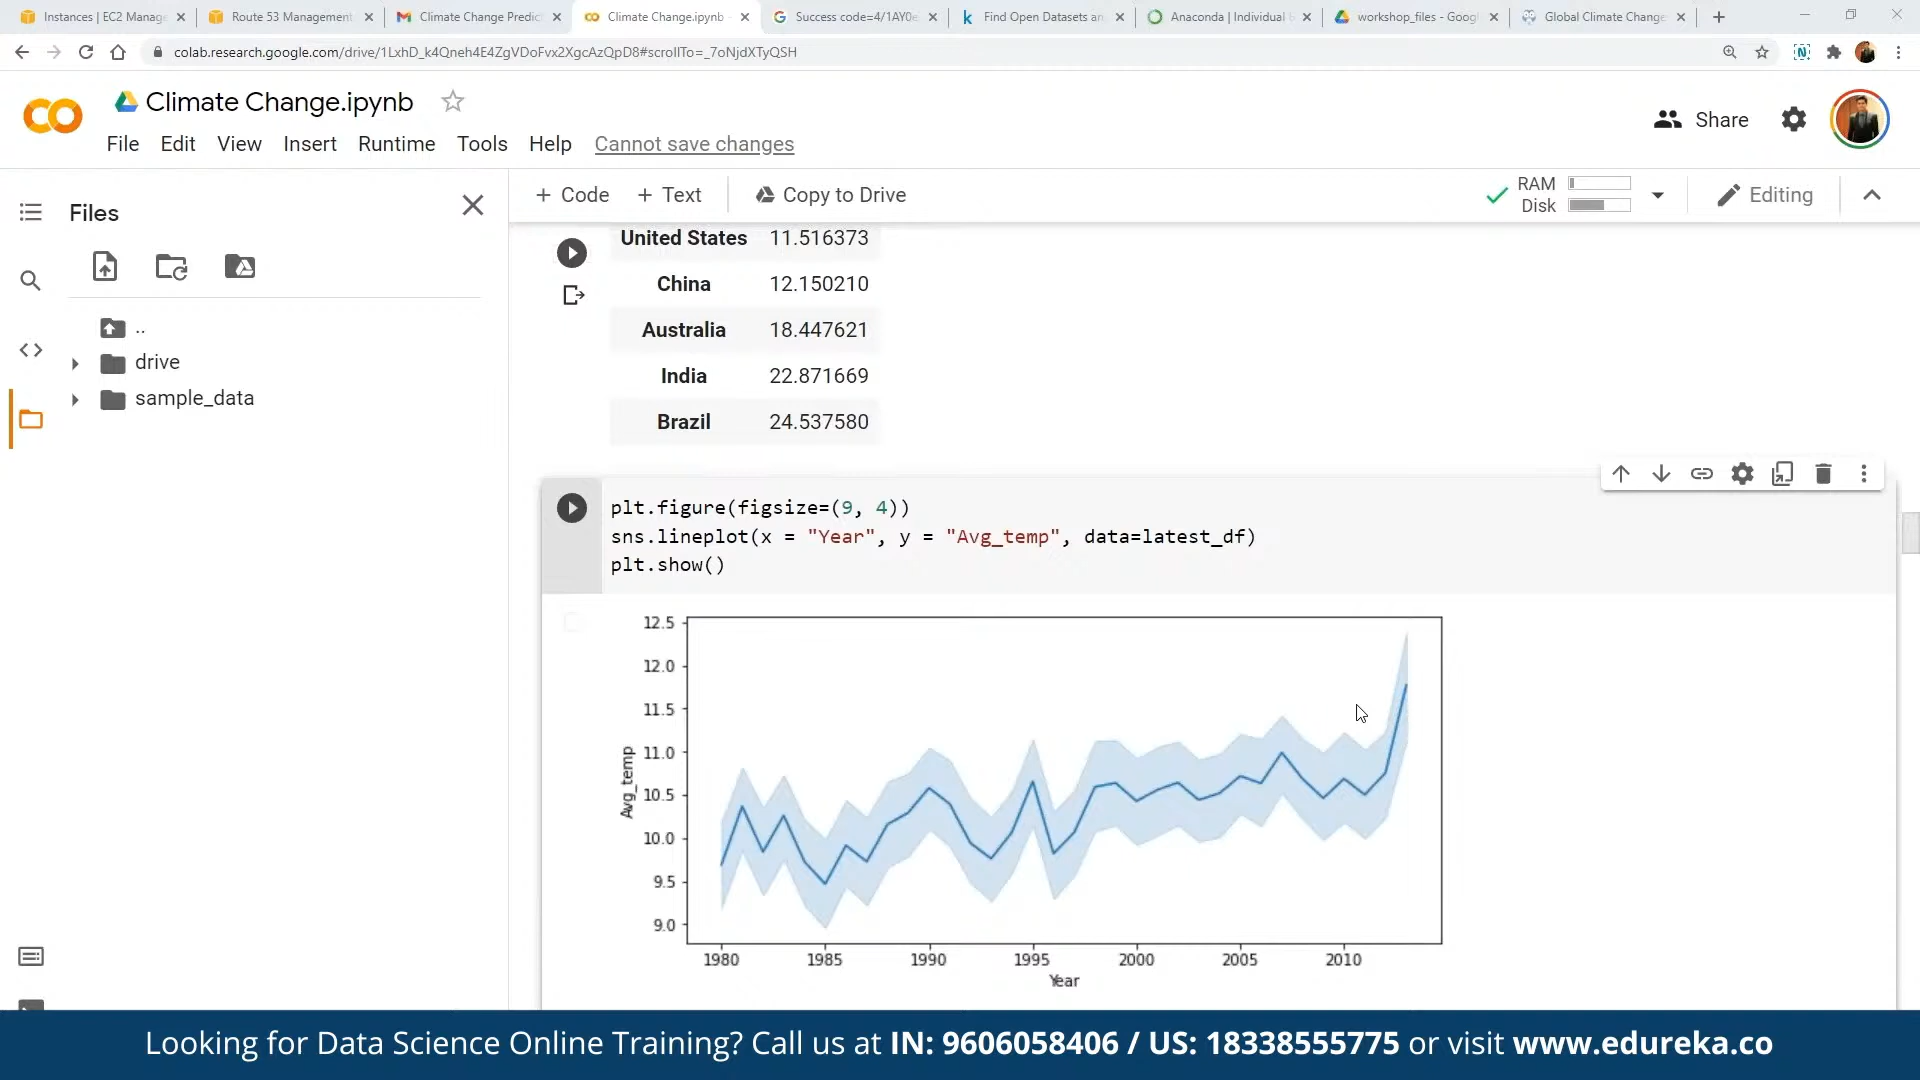 Instances | EC2 Manage
Route 53 Management
Climate Change Predic
Climate Change.ipynb -
Success code=4/1AY0e
Find Open Datasets an
Anaconda | Individual
workshop_files - Googl
Global Climate Change
colab.research.google.com/drive/1LxhD_k4Qneh4E4ZgVDoFvx2XgcAzQpD8#scrollTo=_7oNjdXTyQSH
Climate Change.ipynb
Share
File Edit View Insert Runtime Tools Help Cannot save changes
Files
+ Code + Text Copy to Drive
RAM
Disk
Editing
..
drive
sample_data
United States 11.516373
China 12.150210
Australia 18.447621
India 22.871669
Brazil 24.537580
plt.figure(figsize=(9, 4))
sns.lineplot(x = "Year", y = "Avg_temp", data=latest_df)
plt.show()
12.5
12.0
11.5
11.0
10.5
10.0
9.5
9.0
Avg_temp
1980 1985 1990 1995 2000 2005 2010
Year
Looking for Data Science Online Training? Call us at IN: 9606058406 / US: 18338555775 or visit www.edureka.co